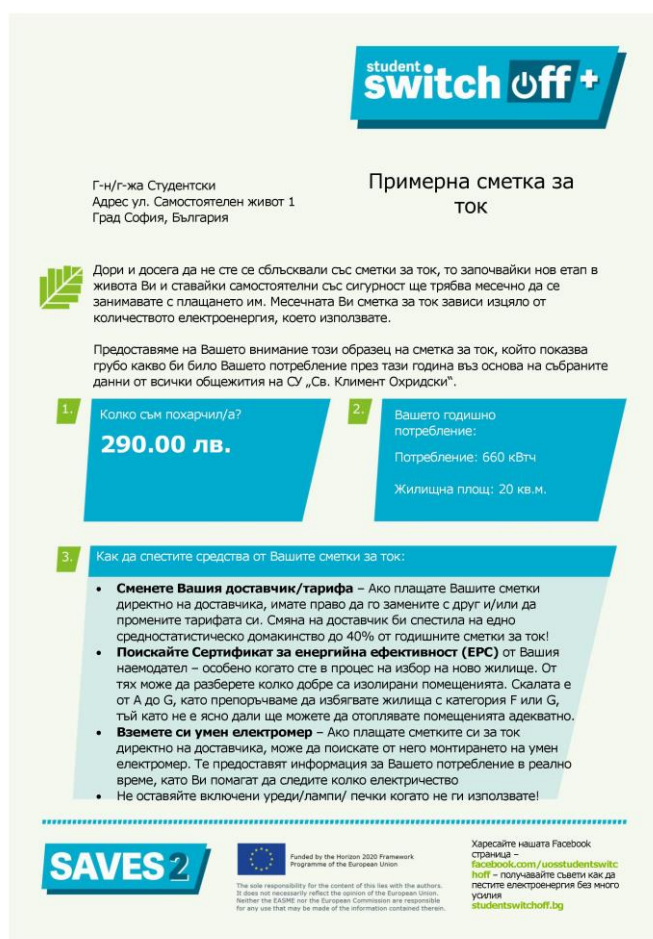 student
switch off +
Г-н/г-жа Студентски
Адрес ул. Самостоятелен живот 1
Град София, България
Примерна сметка за
ток
Дори и досега да не сте се сблъсквали със сметки за ток, то започвайки нов етап в
живота Ви и ставайки самостоятелни със сигурност ще трябва месечно да се
занимавате с плащането им. Месечната Ви сметка за ток зависи изцяло от
количеството електроенергия, което използвате.
Предоставяме на Вашето внимание този образец на сметка за ток, който показва
грубо какво би било Вашето потребление през тази година въз основа на събраните
данни от всички общежития на СУ „Св. Климент Охридски“.
1.
Колко съм похарчил/а?
290.00 лв.
2.
Вашето годишно
потребление:
Потребление: 660 кВтч
Жилищна площ: 20 кв.м.
3.
Как да спестите средства от Вашите сметки за ток:
• Сменете Вашия доставчик/тарифа – Ако плащате Вашите сметки
директно на доставчика, имате право да го замените с друг и/или да
промените тарифата си. Смяна на доставчик би спестила на едно
средностатистическо домакинство до 40% от годишните сметки за ток!
• Поискайте Сертификат за енергийна ефективност (EPC) от Вашия
наемодател – особено когато сте в процес на избор на ново жилище. От
тях може да разберете колко добре са изолирани помещенията. Скалата е
от А до G, като препоръчваме да избягвате жилища с категория F или G,
тъй като не е ясно дали ще можете да отоплявате помещенията адекватно.
• Вземете си умен електромер – Ако плащате сметките си за ток
директно на доставчика, може да поискате от него монтирането на умен
електромер. Те предоставят информация за Вашето потребление в реално
време, като Ви помагат да следите колко електричество
• Не оставяйте включени уреди/лампи/ печки когато не ги използвате!
SAVES 2
Funded by the Horizon 2020 Framework
Programme of the European Union
The sole responsibility for the content of this lies with the authors.
It does not necessarily reflect the opinion of the European Union.
Neither the EASME nor the European Commission are responsible
for any use that may be made of the information contained therein.
Харесайте нашата Facebook
страница –
facebook.com/uosstudentswitc
hoff – получавайте съвети как да
пестите електроенергия без много
усилия
studentswitchoff.bg